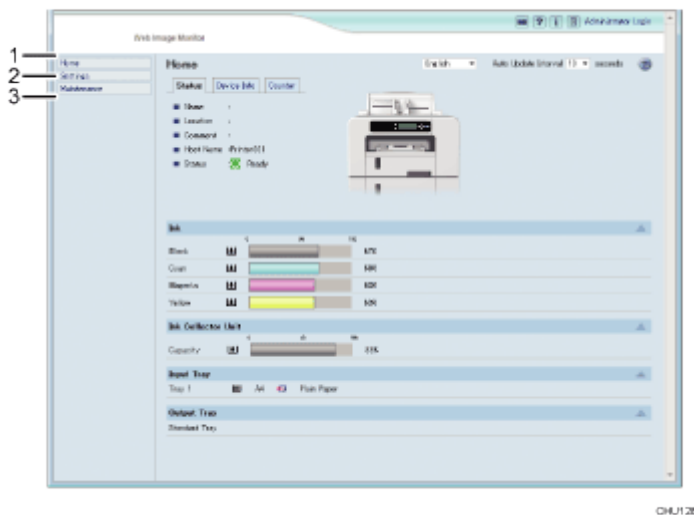 Administrator Login
Web Image Monitor
1
2
3
Home
Settings
Maintenance
Home
English
Auto Update Interval 10 seconds
Status
Device Info
Counter
Name :
Location :
Comment :
Host Name
Status Ready
Ink
Black
Cyan
Magenta
Yellow
Ink Collector Unit
Capacity
Input Tray
Tray 1 A4 Plain Paper
Output Tray
Standard Tray